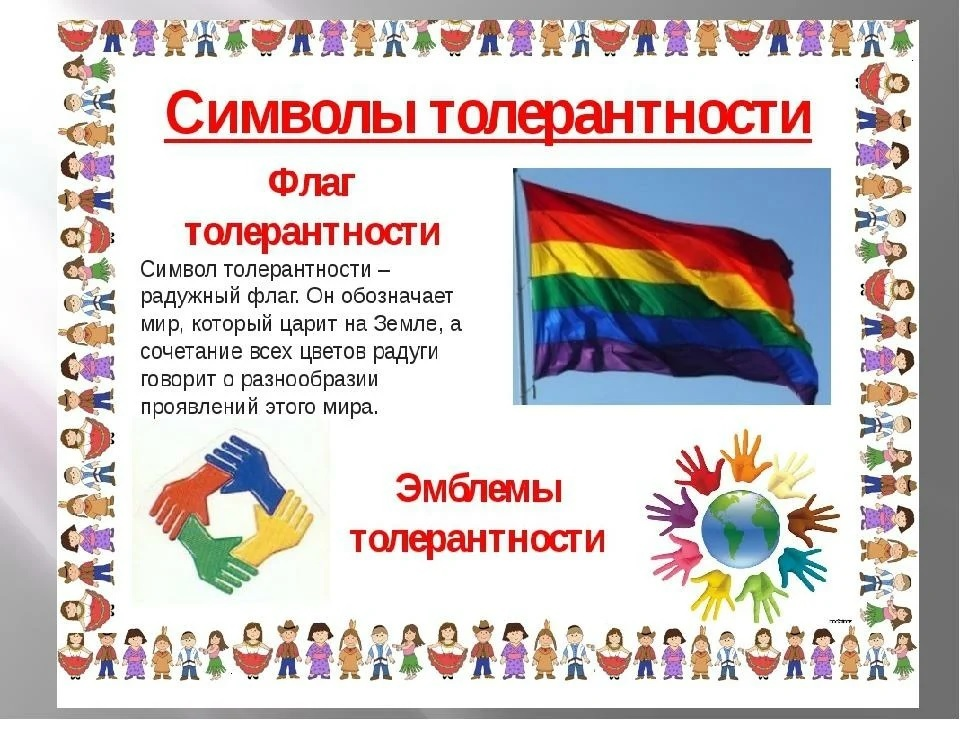 Символы толерантности
Флаг
толерантности
Символ толерантности –
радужный флаг. Он обозначает
мир, который царит на Земле, а
сочетание всех цветов радуги
говорит о разнообразии
проявлений этого мира.
Эмблемы
толерантности